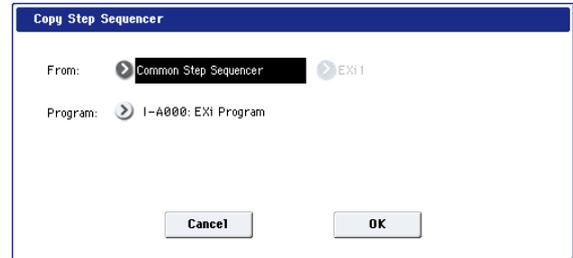 Copy Step Sequencer
From: Common Step Sequencer EXi1
Program: I-A000: EXi Program
Cancel OK